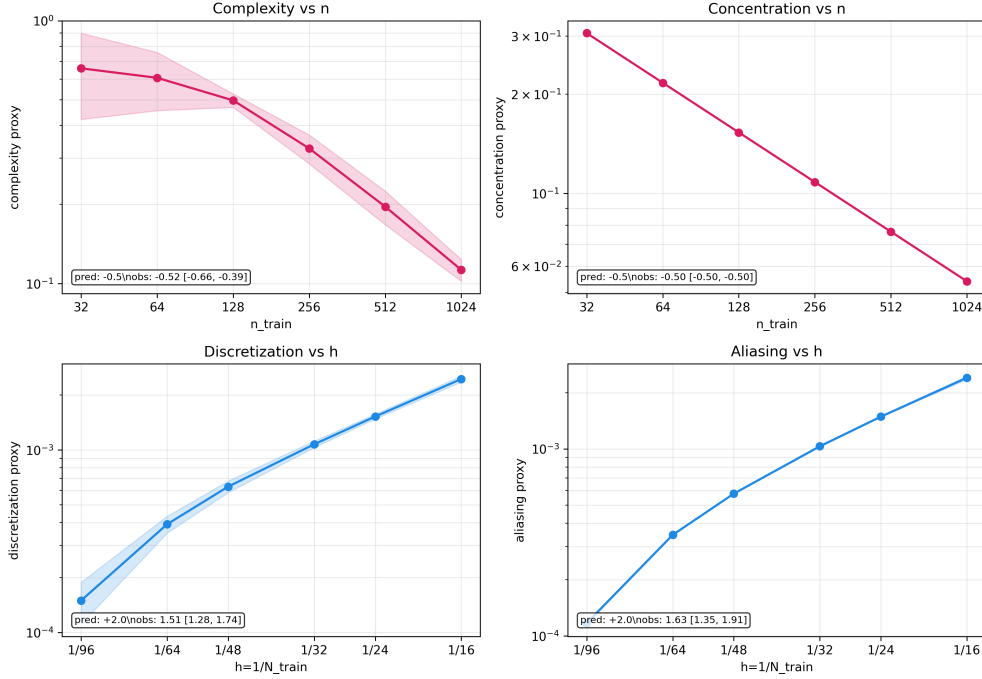 Complexity vs n
complexity proxy
10⁰
10⁻¹
pred: -0.5\nobs: -0.52 [-0.66, -0.39]
32 64 128 256 512 1024
n_train
Concentration vs n
concentration proxy
3 × 10⁻¹
2 × 10⁻¹
10⁻¹
6 × 10⁻²
pred: -0.5\nobs: -0.50 [-0.50, -0.50]
32 64 128 256 512 1024
n_train
Discretization vs h
discretization proxy
10⁻³
10⁻⁴
pred: +2.0\nobs: 1.51 [1.28, 1.74]
1/96 1/64 1/48 1/32 1/24 1/16
h=1/N_train
Aliasing vs h
aliasing proxy
10⁻³
10⁻⁴
pred: +2.0\nobs: 1.63 [1.35, 1.91]
1/96 1/64 1/48 1/32 1/24 1/16
h=1/N_train